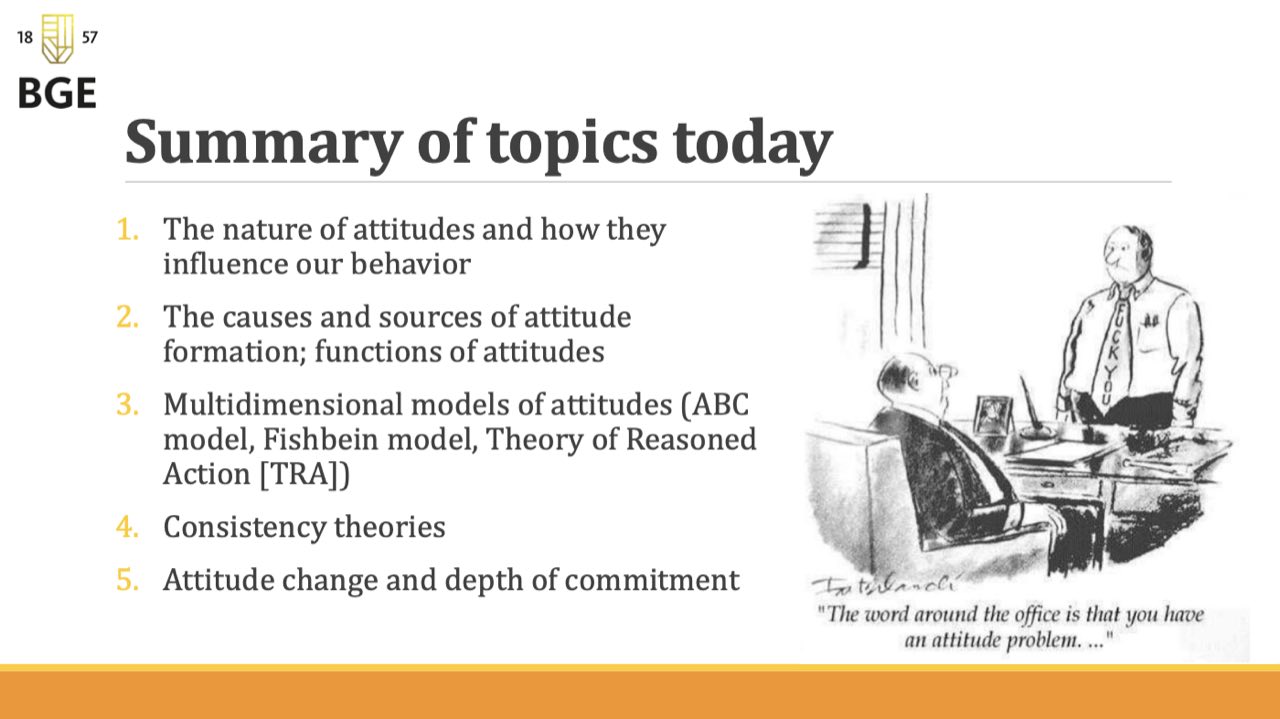 18 57
BGE
Summary of topics today
1. The nature of attitudes and how they
influence our behavior
2. The causes and sources of attitude
formation; functions of attitudes
3. Multidimensional models of attitudes (ABC
model, Fishbein model, Theory of Reasoned
Action [TRA])
4. Consistency theories
5. Attitude change and depth of commitment
FUCK YOU
"The word around the office is that you have
an attitude problem. ..."